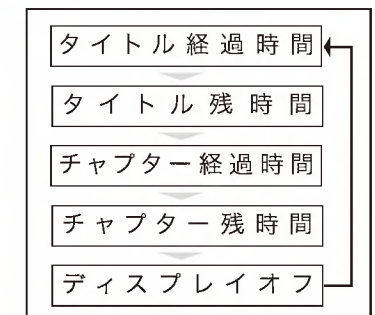 タイトル経過時間
タイトル残時間
チャプター経過時間
チャプター残時間
ディスプレイオフ